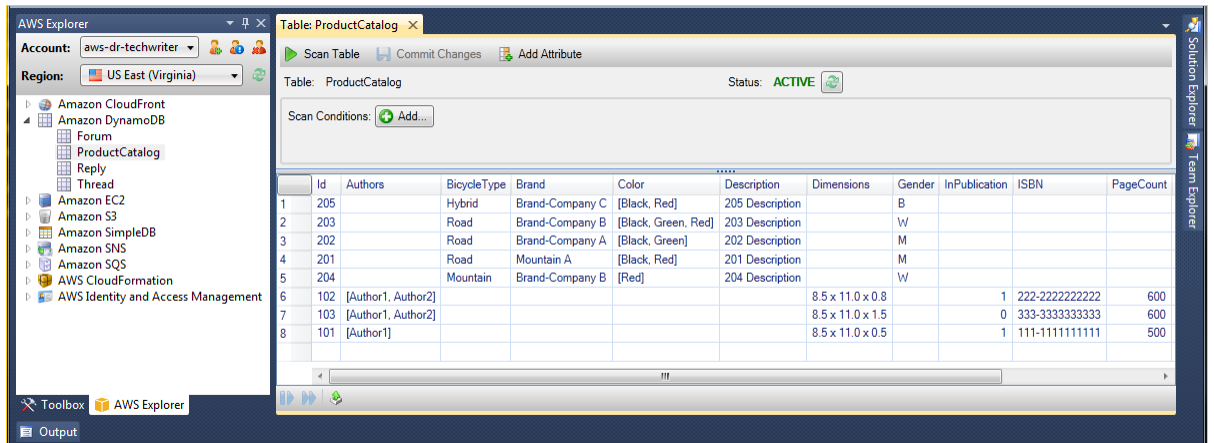 AWS Explorer
Account: aws-dr-techwriter
Region: US East (Virginia)
Amazon CloudFront
Amazon DynamoDB
Forum
ProductCatalog
Reply
Thread
Amazon EC2
Amazon S3
Amazon SimpleDB
Amazon SNS
Amazon SQS
AWS CloudFormation
AWS Identity and Access Management
Toolbox AWS Explorer
Output
Table: ProductCatalog
Scan Table Commit Changes Add Attribute
Table: ProductCatalog Status: ACTIVE
Scan Conditions: Add...
Id Authors BicycleType Brand Color Description Dimensions Gender InPublication ISBN PageCount
1 205 Hybrid Brand-Company C [Black, Red] 205 Description B
2 203 Road Brand-Company B [Black, Green, Red] 203 Description W
3 202 Road Brand-Company A [Black, Green] 202 Description M
4 201 Road Mountain A [Black, Red] 201 Description M
5 204 Mountain Brand-Company B [Red] 204 Description W
6 102 [Author1, Author2] 8.5 x 11.0 x 0.8 1 222-2222222222 600
7 103 [Author1, Author2] 8.5 x 11.0 x 1.5 0 333-3333333333 600
8 101 [Author1] 8.5 x 11.0 x 0.5 1 111-1111111111 500
Solution Explorer
Team Explorer